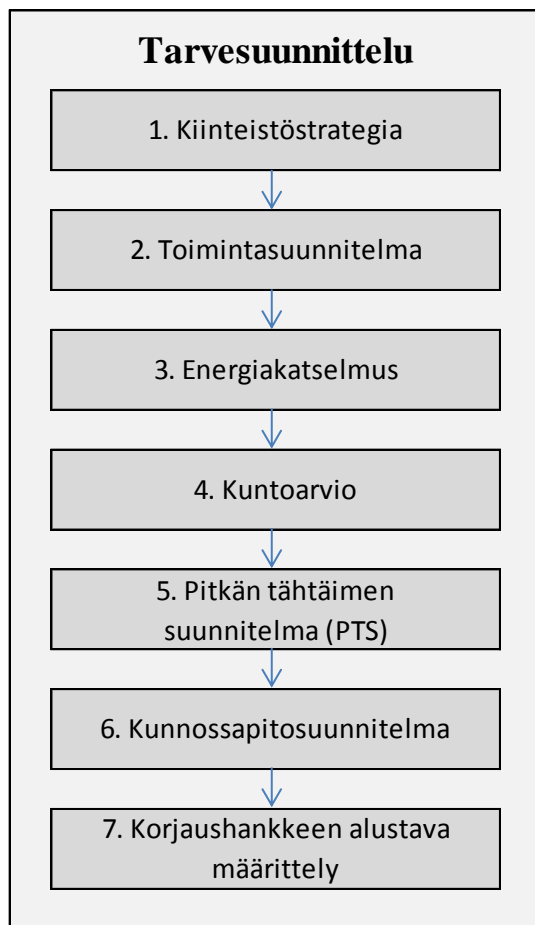 Tarvesuunnittelu
1. Kiinteistöstrategia
2. Toimintasuunnitelma
3. Energiakatselmus
4. Kuntoarvio
5. Pitkän tähtäimen
suunnitelma (PTS)
6. Kunnossapitosuunnitelma
7. Korjaushankkeen alustava
määrittely